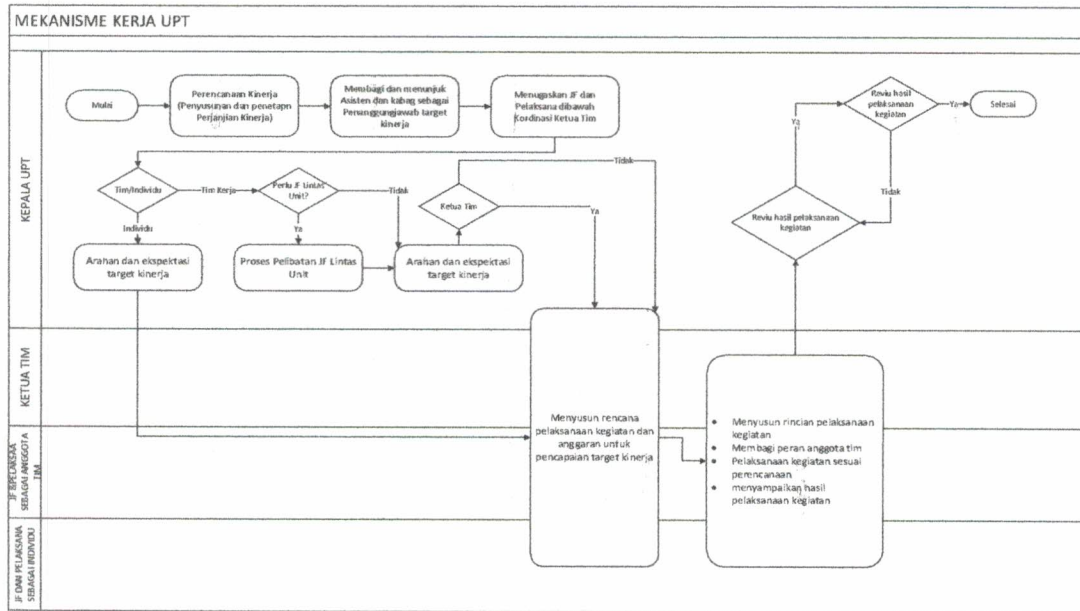 MEKANISME KERJA UPT
KEPALA UPT
Mulai
Perencanaan Kinerja
(Penyusunan dan penetapn
Perjanjian Kinerja)
Membagi dan menunjuk
Asisten dan kabag sebagai
Penanggungjawab target
kinerja
Menugaskan JF dan
Pelaksana dibawah
Kordinasi Ketua Tim
Tim/Individu
Tim Kerja
Perlu JF Lintas
Unit?
Tidak
Ketua Tim
Tidak
Ya
Individu
Ya
Arahan dan ekspektasi
target kinerja
Proses Pelibatan JF Lintas
Unit
Arahan dan ekspektasi
target kinerja
Reviu hasil
pelaksanaan
kegiatan
Ya
Selesai
Ya
Tidak
Reviu hasil pelaksanaan
kegiatan
KETUA TIM
JF &PELAKSAA
SEBAGAI ANGGOTA
TIM
JF DAN PELAKSANA
SEBAGAI INDIVIDU
Menyusun rencana
pelaksanaan kegiatan dan
anggaran untuk
pencapaian target kinerja
• Menyusun rincian pelaksanaan
kegiatan
• Membagi peran anggota tim
• Pelaksanaan kegiatan sesuai
perencanaan
• menyampaikan hasil
pelaksanaan kegiatan